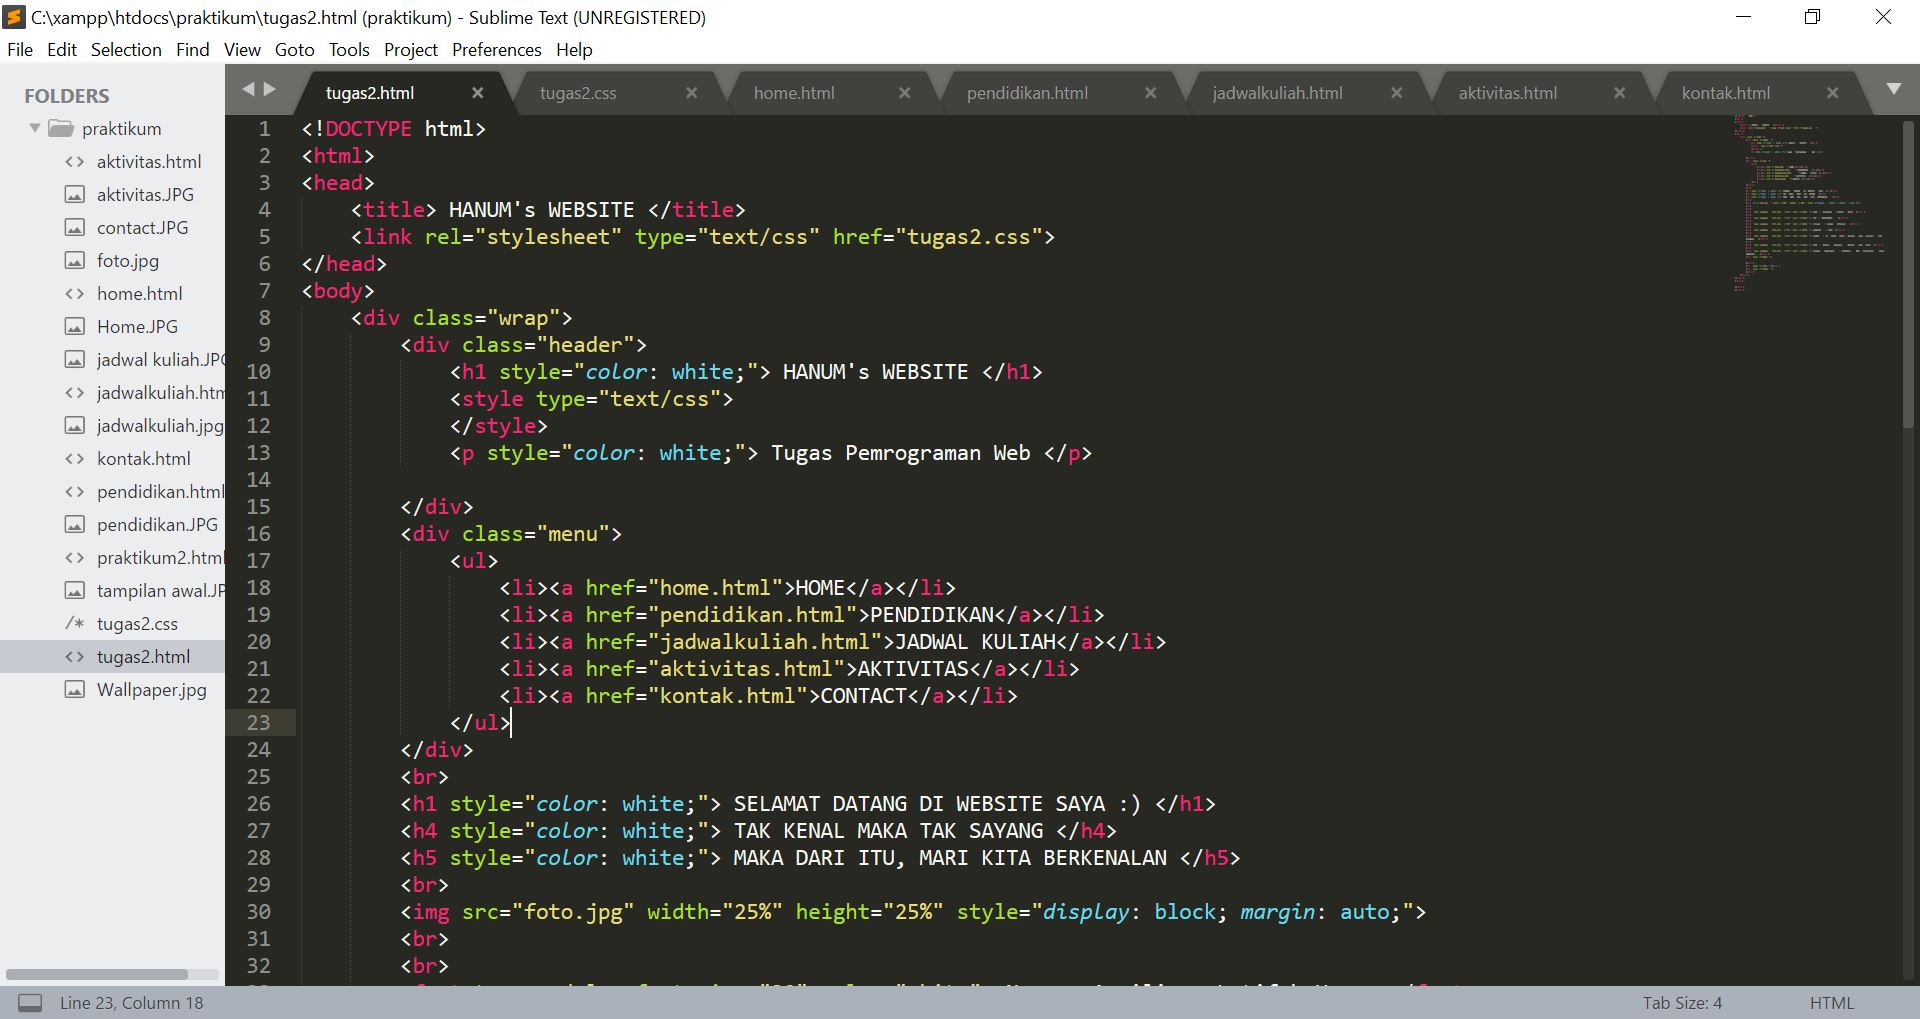 C:\xampp\htdocs\praktikum\tugas2.html (praktikum) - Sublime Text (UNREGISTERED)
File Edit Selection Find View Goto Tools Project Preferences Help
FOLDERS
praktikum
aktivitas.html
aktivitas.JPG
contact.JPG
foto.jpg
home.html
Home.JPG
jadwal kuliah.JP
jadwalkuliah.htm
jadwalkuliah.jpg
kontak.html
pendidikan.html
pendidikan.JPG
praktikum2.html
tampilan awal.JP
/* tugas2.css
tugas2.html
Wallpaper.jpg
tugas2.html tugas2.css home.html pendidikan.html jadwalkuliah.html aktivitas.html kontak.html
1 <!DOCTYPE html>
2 <html>
3 <head>
4     <title> HANUM's WEBSITE </title>
5     <link rel="stylesheet" type="text/css" href="tugas2.css">
6 </head>
7 <body>
8     <div class="wrap">
9         <div class="header">
10             <h1 style="color: white;"> HANUM's WEBSITE </h1>
11             <style type="text/css">
12             </style>
13             <p style="color: white;"> Tugas Pemrograman Web </p>
14
15         </div>
16         <div class="menu">
17             <ul>
18                 <li><a href="home.html">HOME</a></li>
19                 <li><a href="pendidikan.html">PENDIDIKAN</a></li>
20                 <li><a href="jadwalkuliah.html">JADWAL KULIAH</a></li>
21                 <li><a href="aktivitas.html">AKTIVITAS</a></li>
22                 <li><a href="kontak.html">CONTACT</a></li>
23             </ul>
24         </div>
25         <br>
26         <h1 style="color: white;"> SELAMAT DATANG DI WEBSITE SAYA :) </h1>
27         <h4 style="color: white;"> TAK KENAL MAKA TAK SAYANG </h4>
28         <h5 style="color: white;"> MAKA DARI ITU, MARI KITA BERKENALAN </h5>
29         <br>
30         <img src="foto.jpg" width="25%" height="25%" style="display: block; margin: auto;">
31         <br>
32         <br>
Line 23, Column 18
Tab Size: 4
HTML